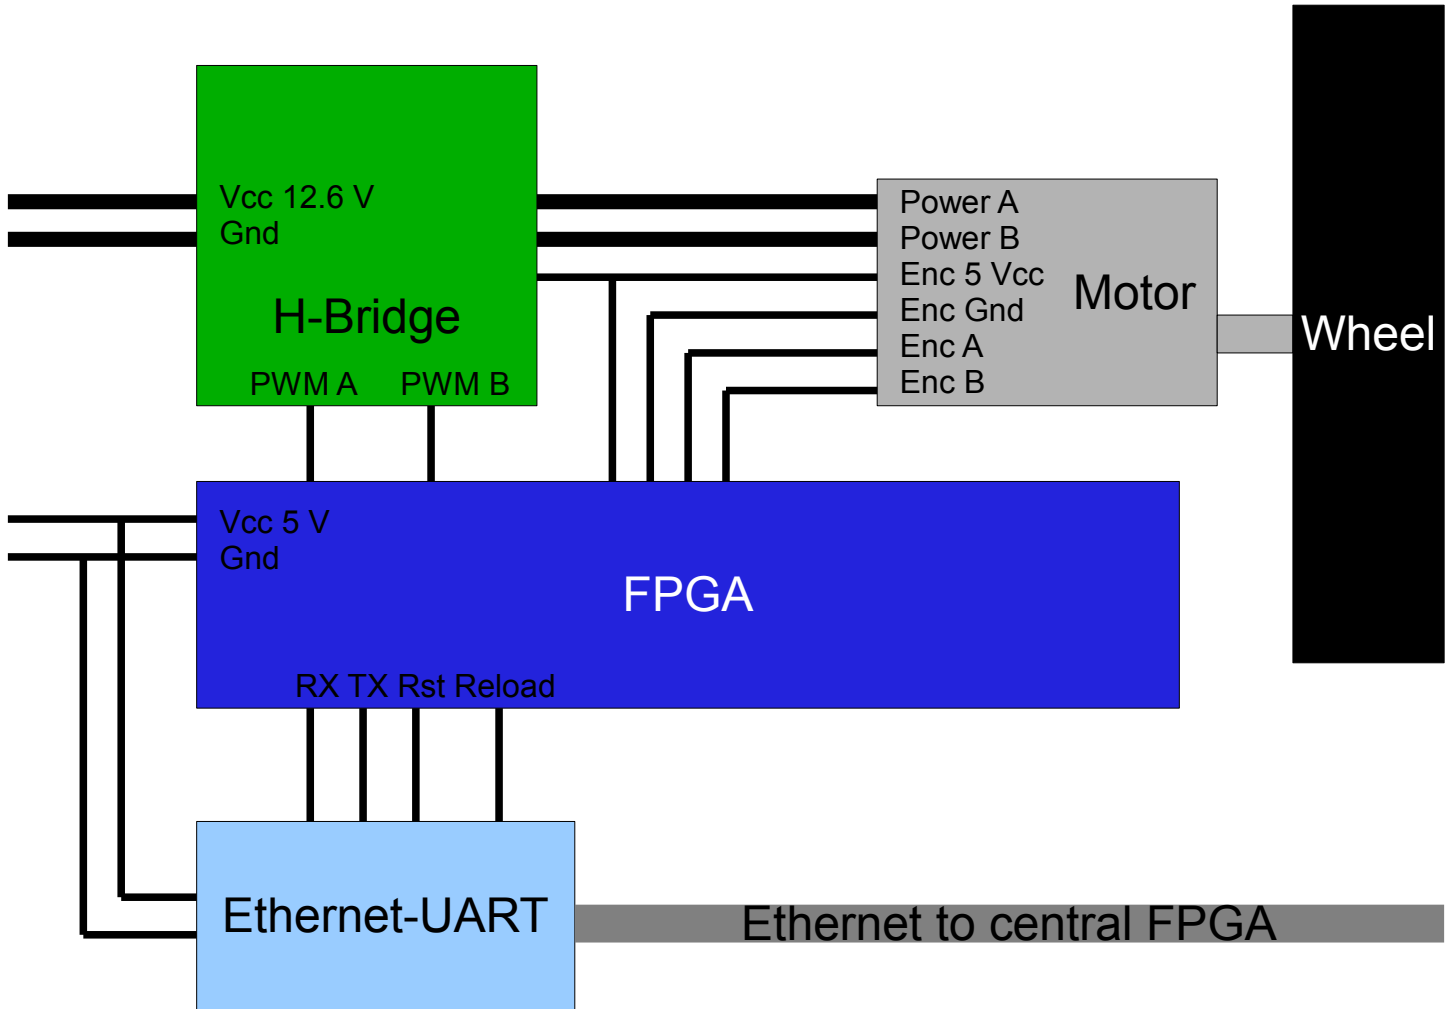 Vcc 12.6 V
Gnd
H-Bridge
PWM A PWM B
Power A
Power B
Enc 5 Vcc
Enc Gnd
Enc A
Enc B
Motor
Wheel
Vcc 5 V
Gnd
FPGA
RX TX Rst Reload
Ethernet-UART
Ethernet to central FPGA